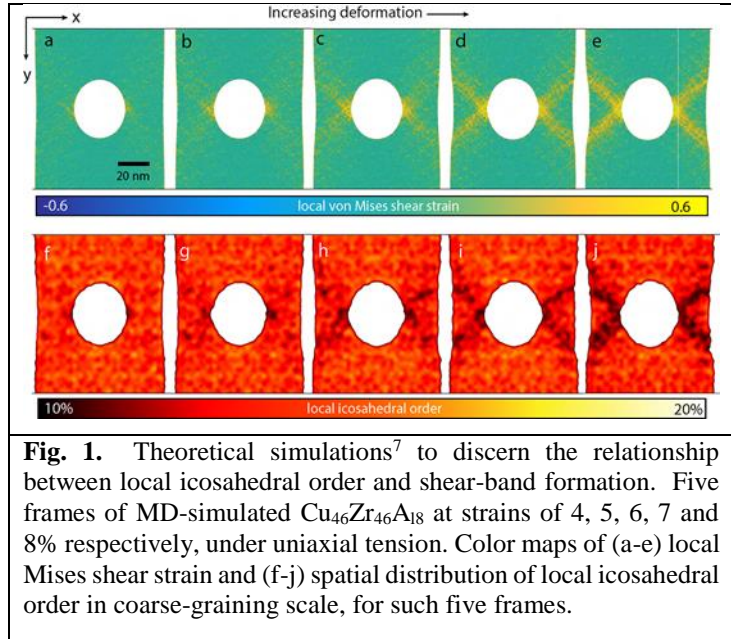 Increasing deformation
x
y
a
b
c
d
e
20 nm
-0.6
local von Mises shear strain
0.6
f
g
h
i
j
10%
local icosahedral order
20%
Fig. 1. Theoretical simulations⁷ to discern the relationship
between local icosahedral order and shear-band formation. Five
frames of MD-simulated Cu₄₆Zr₄₆A₁₈ at strains of 4, 5, 6, 7 and
8% respectively, under uniaxial tension. Color maps of (a-e) local
Mises shear strain and (f-j) spatial distribution of local icosahedral
order in coarse-graining scale, for such five frames.